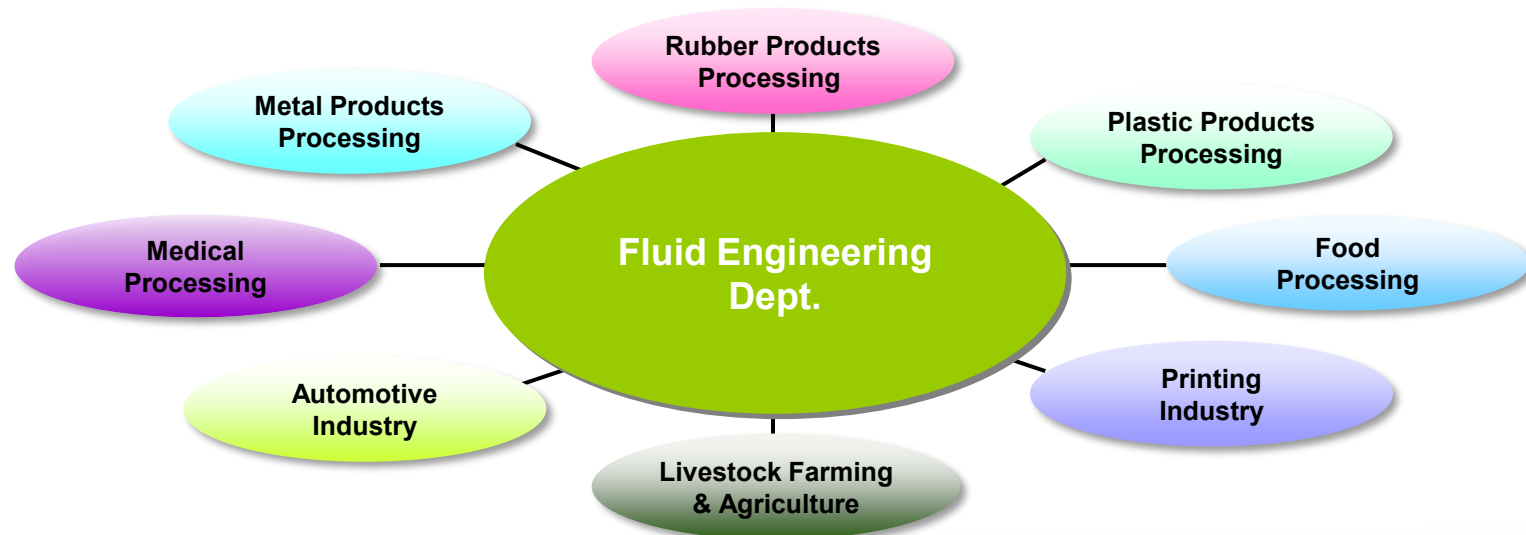 Rubber Products
Processing
Metal Products
Processing
Plastic Products
Processing
Medical
Processing
Fluid Engineering
Dept.
Food
Processing
Automotive
Industry
Printing
Industry
Livestock Farming
& Agriculture